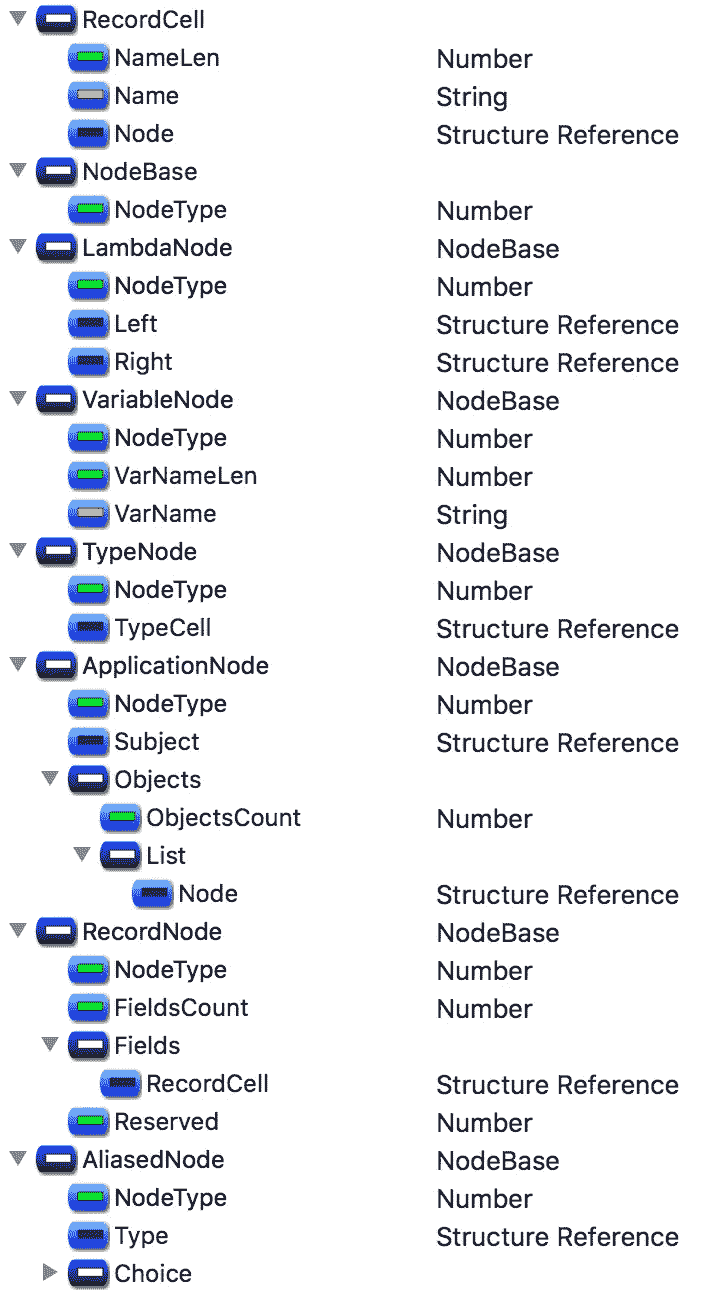 RecordCell
NameLen Number
Name String
Node Structure Reference
NodeBase
NodeType Number
LambdaNode NodeBase
NodeType Number
Left Structure Reference
Right Structure Reference
VariableNode NodeBase
NodeType Number
VarNameLen Number
VarName String
TypeNode NodeBase
NodeType Number
TypeCell Structure Reference
ApplicationNode NodeBase
NodeType Number
Subject Structure Reference
Objects
ObjectsCount Number
List
Node Structure Reference
RecordNode NodeBase
NodeType Number
FieldsCount Number
Fields
RecordCell Structure Reference
Reserved Number
AliasedNode NodeBase
NodeType Number
Type Structure Reference
Choice